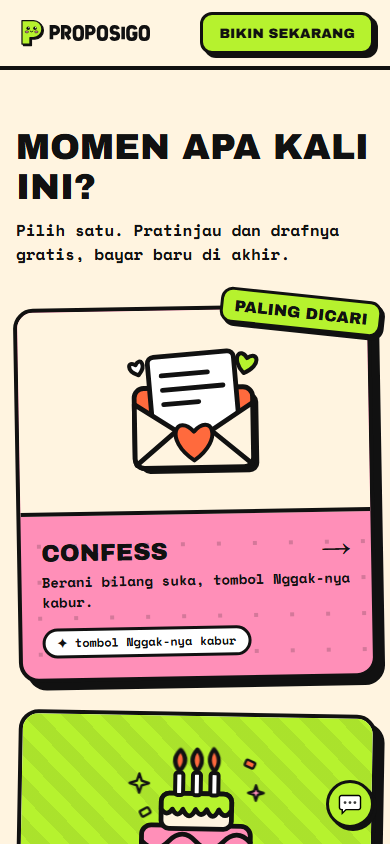 PROPOSIGO
BIKIN SEKARANG
MOMEN APA KALI
INI?
Pilih satu. Pratinjau dan drafnya
gratis, bayar baru di akhir.
PALING DICARI
CONFESS →
Berani bilang suka, tombol Nggak-nya
kabur.
✦ tombol Nggak-nya kabur